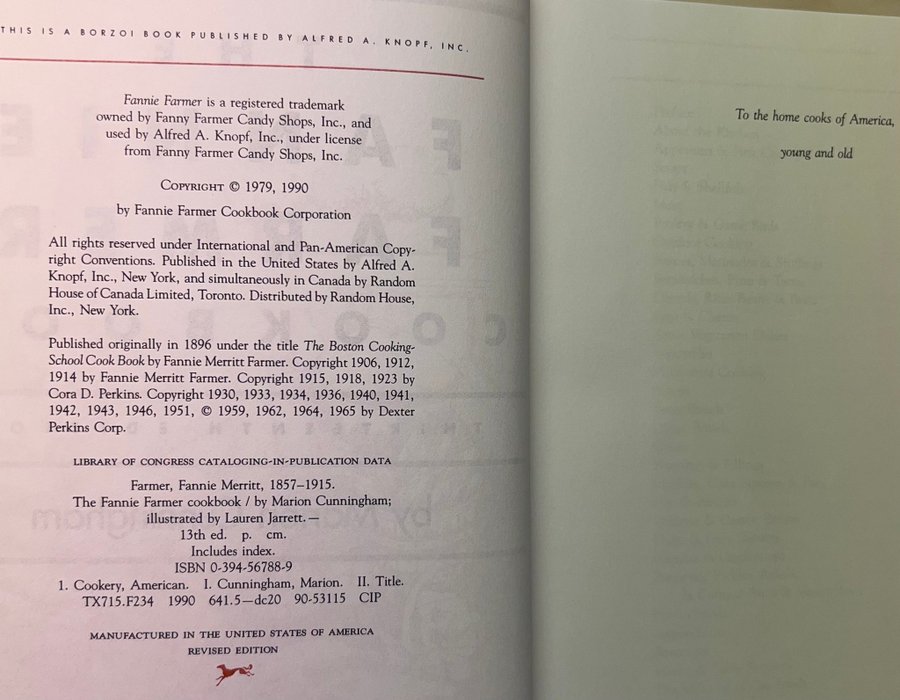 THIS IS A BORZOI BOOK PUBLISHED BY ALFRED A. KNOPF, INC.
Fannie Farmer is a registered trademark
owned by Fanny Farmer Candy Shops, Inc., and
used by Alfred A. Knopf, Inc., under license
from Fanny Farmer Candy Shops, Inc.
COPYRIGHT © 1979, 1990
by Fannie Farmer Cookbook Corporation
All rights reserved under International and Pan-American Copy-
right Conventions. Published in the United States by Alfred A.
Knopf, Inc., New York, and simultaneously in Canada by Random
House of Canada Limited, Toronto. Distributed by Random House,
Inc., New York.
Published originally in 1896 under the title The Boston Cooking-
School Cook Book by Fannie Merritt Farmer. Copyright 1906, 1912,
1914 by Fannie Merritt Farmer. Copyright 1915, 1918, 1923 by
Cora D. Perkins. Copyright 1930, 1933, 1934, 1936, 1940, 1941,
1942, 1943, 1946, 1951, © 1959, 1962, 1964, 1965 by Dexter
Perkins Corp.
LIBRARY OF CONGRESS CATALOGING-IN-PUBLICATION DATA
Farmer, Fannie Merritt, 1857–1915.
The Fannie Farmer cookbook / by Marion Cunningham;
illustrated by Lauren Jarrett.—
13th ed. p. cm.
Includes index.
ISBN 0-394-56788-9
1. Cookery, American. I. Cunningham, Marion. II. Title.
TX715.F234 1990 641.5—dc20 90-53115 CIP
MANUFACTURED IN THE UNITED STATES OF AMERICA
REVISED EDITION
To the home cooks of America,
young and old